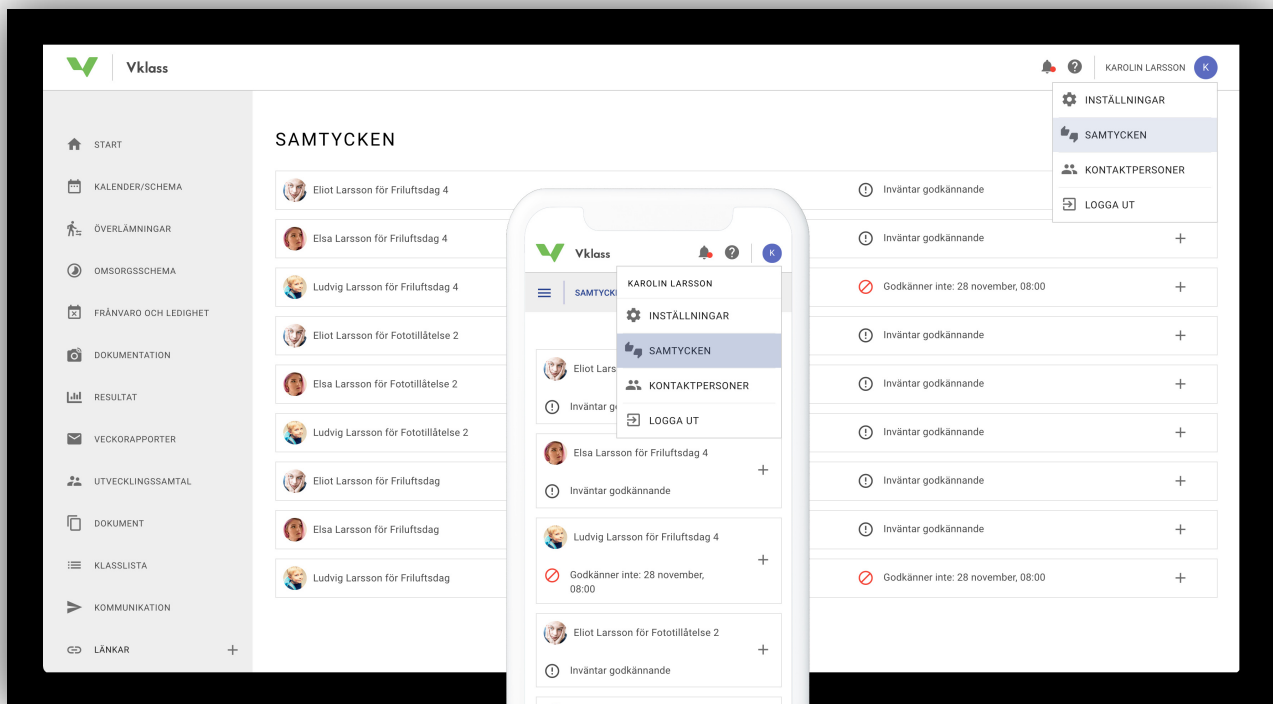 Vklass
KAROLIN LARSSON
K
INSTÄLLNINGAR
SAMTYCKEN
KONTAKTPERSONER
LOGGA UT
START
KALENDER/SCHEMA
ÖVERLÄMNINGAR
OMSORGSSCHEMA
FRÅNVARO OCH LEDIGHET
DOKUMENTATION
RESULTAT
VECKORAPPORTER
UTVECKLINGSSAMTAL
DOKUMENT
KLASSLISTA
KOMMUNIKATION
LÄNKAR +
SAMTYCKEN
Eliot Larsson för Friluftsdag 4 Inväntar godkännande
Elsa Larsson för Friluftsdag 4 Inväntar godkännande +
Ludvig Larsson för Friluftsdag 4 Godkänner inte: 28 november, 08:00 +
Eliot Larsson för Fototillåtelse 2 Inväntar godkännande +
Elsa Larsson för Fototillåtelse 2 Inväntar godkännande +
Ludvig Larsson för Fototillåtelse 2 Inväntar godkännande +
Eliot Larsson för Friluftsdag Inväntar godkännande +
Elsa Larsson för Friluftsdag Inväntar godkännande +
Ludvig Larsson för Friluftsdag Godkänner inte: 28 november, 08:00 +
Vklass
K
SAMTYCK
KAROLIN LARSSON
INSTÄLLNINGAR
SAMTYCKEN
KONTAKTPERSONER
LOGGA UT
Eliot Lars
Inväntar g
Elsa Larsson för Friluftsdag 4
+
Inväntar godkännande
Ludvig Larsson för Friluftsdag 4
+
Godkänner inte: 28 november,
08:00
Eliot Larsson för Fototillåtelse 2
+
Inväntar godkännande